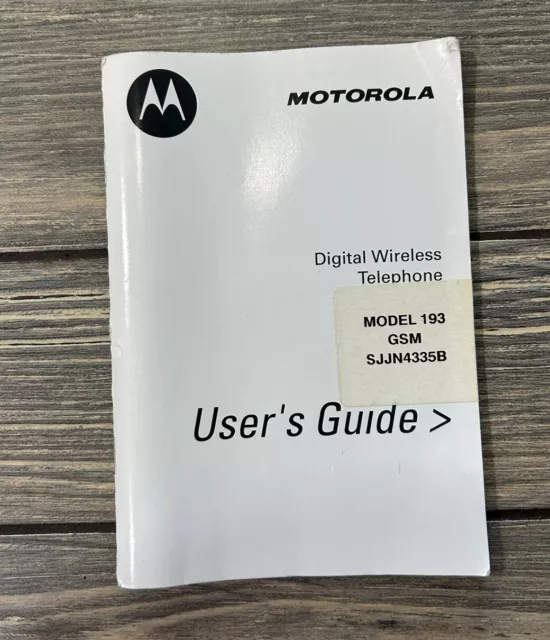 MOTOROLA
Digital Wireless
Telephone
MODEL 193
GSM
SJJN4335B
User's Guide >